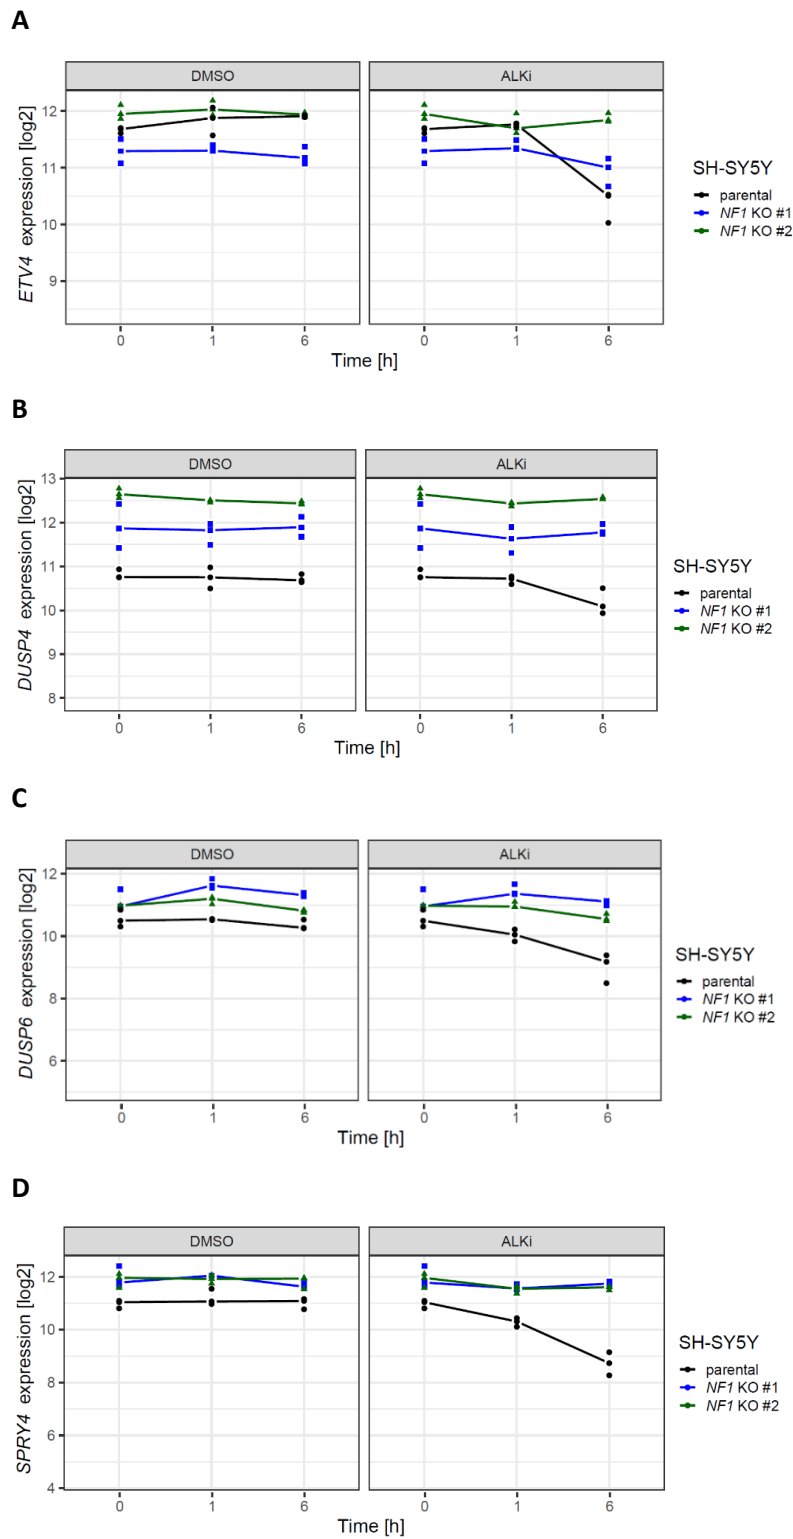 A
DMSO
ALKi
ETV4 expression [log2]
12
11
10
9
0
1
6
0
1
6
Time [h]
SH-SY5Y
parental
NF1 KO #1
NF1 KO #2
B
DMSO
ALKi
DUSP4 expression [log2]
13
12
11
10
9
8
0
1
6
0
1
6
Time [h]
SH-SY5Y
parental
NF1 KO #1
NF1 KO #2
C
DMSO
ALKi
DUSP6 expression [log2]
12
10
8
6
0
1
6
0
1
6
Time [h]
SH-SY5Y
parental
NF1 KO #1
NF1 KO #2
D
DMSO
ALKi
SPRY4 expression [log2]
12
10
8
6
4
0
1
6
0
1
6
Time [h]
SH-SY5Y
parental
NF1 KO #1
NF1 KO #2